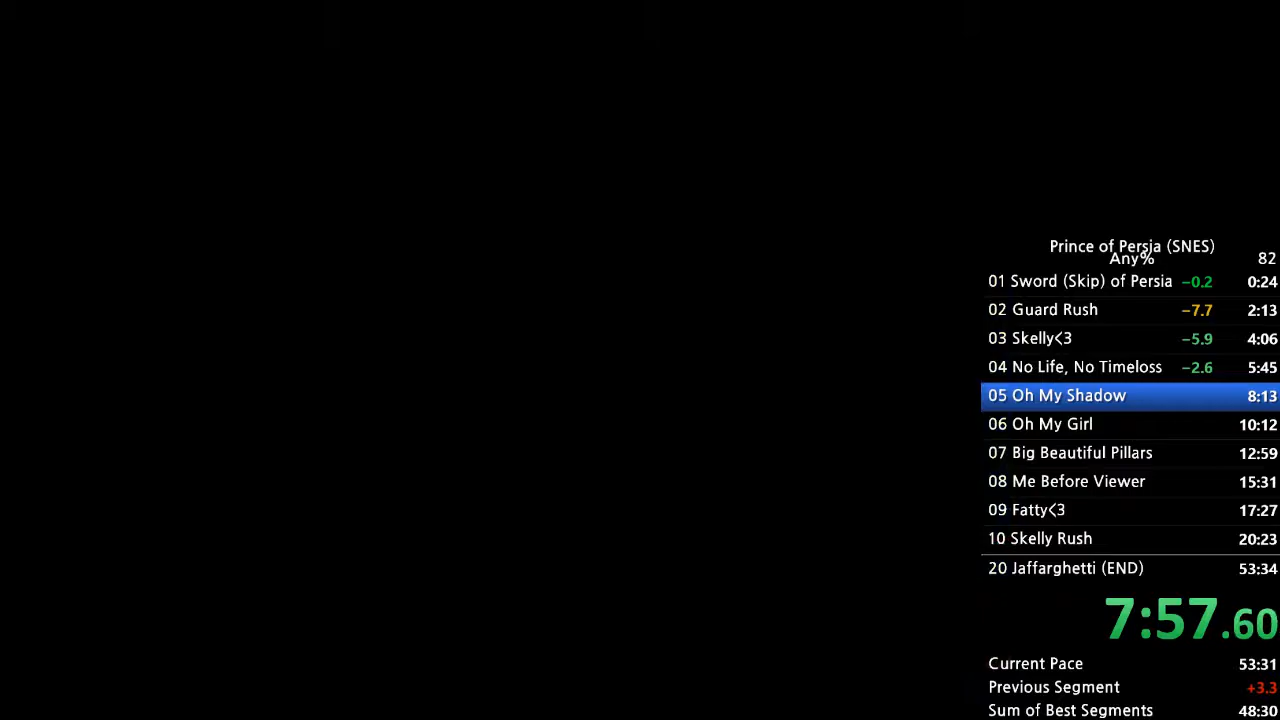 Prince of Persia (SNES)
Any% 82
01 Sword (Skip) of Persia −0.2 0:24
02 Guard Rush −7.7 2:13
03 Skelly<3 −5.9 4:06
04 No Life, No Timeloss −2.6 5:45
05 Oh My Shadow 8:13
06 Oh My Girl 10:12
07 Big Beautiful Pillars 12:59
08 Me Before Viewer 15:31
09 Fatty<3 17:27
10 Skelly Rush 20:23
20 Jaffarghetti (END) 53:34
7:57.60
Current Pace 53:31
Previous Segment +3.3
Sum of Best Segments 48:30